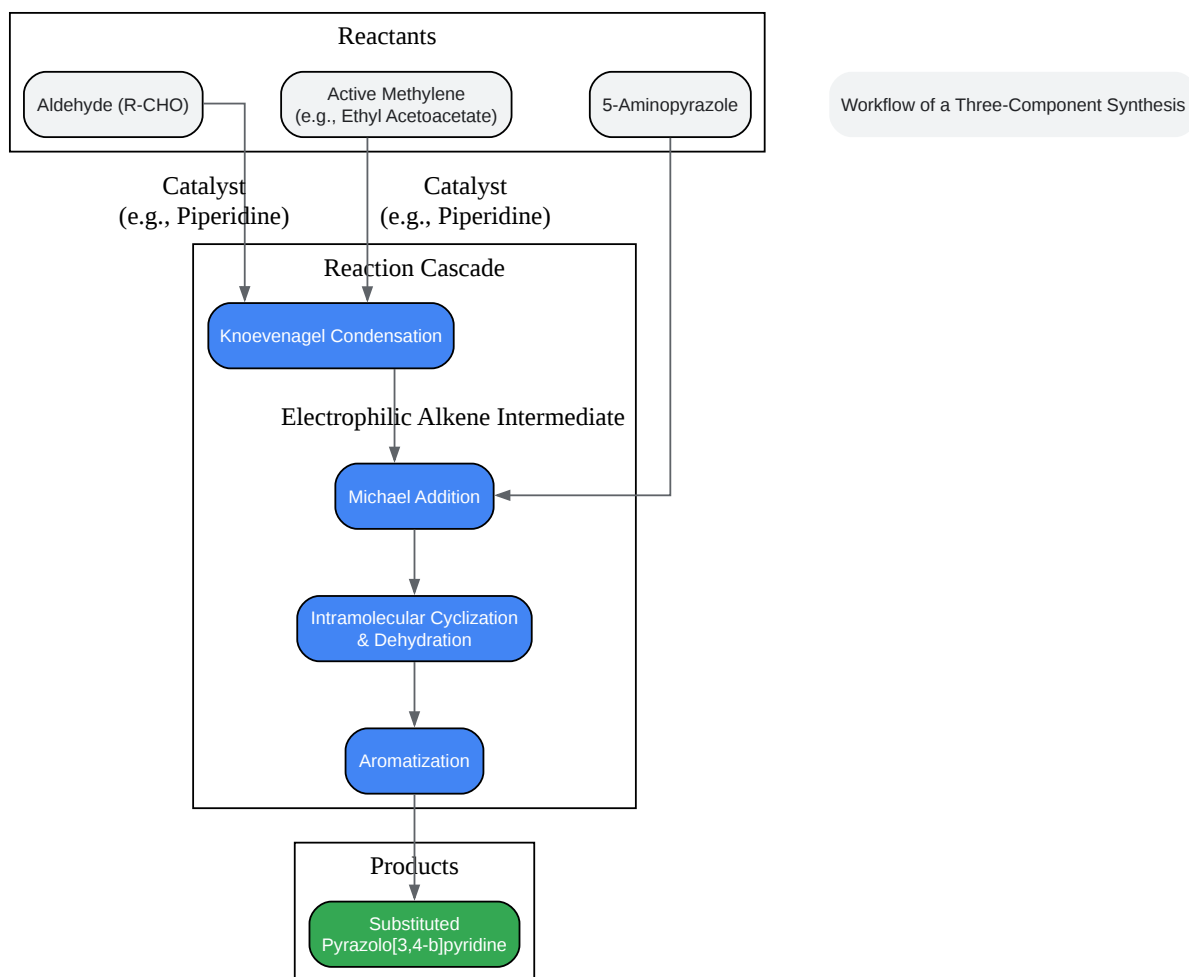 Reactants
Aldehyde (R-CHO)
Active Methylene
(e.g., Ethyl Acetoacetate)
5-Aminopyrazole
Workflow of a Three-Component Synthesis
Catalyst
(e.g., Piperidine)
Catalyst
(e.g., Piperidine)
Reaction Cascade
Knoevenagel Condensation
Electrophilic Alkene Intermediate
Michael Addition
Intramolecular Cyclization
& Dehydration
Aromatization
Products
Substituted
Pyrazolo[3,4-b]pyridine